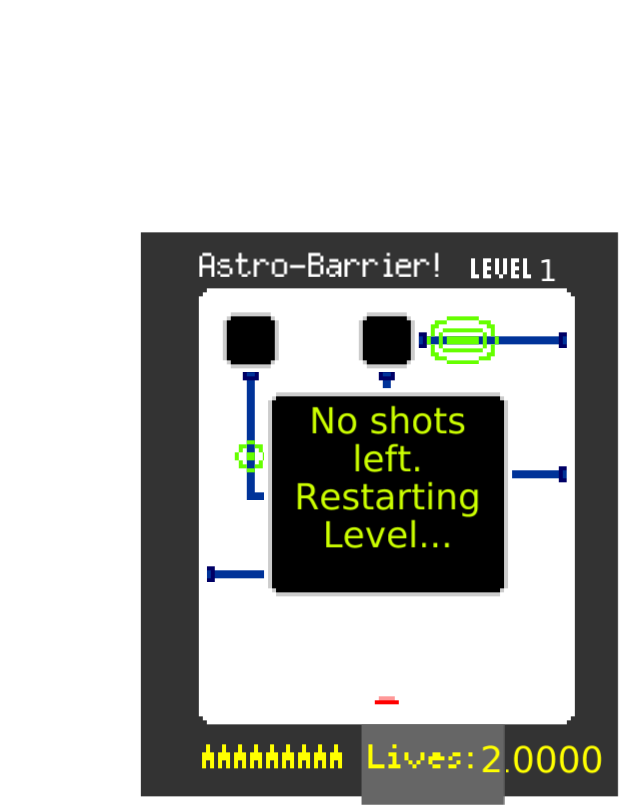 Astro-Barrier! LEVEL 1
No shots
left.
Restarting
Level...
Lives:2.0000